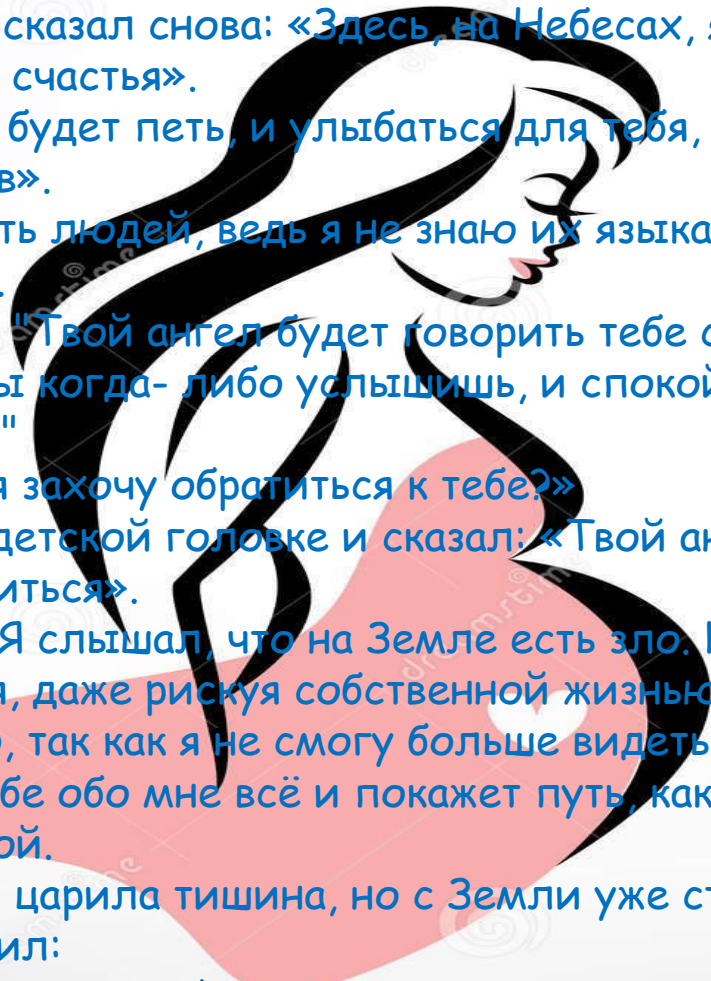 сказал снова: «Здесь, на Небесах, я
счастья».
будет петь, и улыбаться для тебя,
в».
ть людей, ведь я не знаю их языка
.
"Твой ангел будет говорить тебе с
ы когда- либо услышишь, и спокой
"
я захочу обратиться к тебе?»
детской головке и сказал: «Твой ан
иться».
Я слышал, что на Земле есть зло.
я, даже рискуя собственной жизнью
, так как я не смогу больше видеть
бе обо мне всё и покажет путь, как
ой.
царила тишина, но с Земли уже ст
ил: